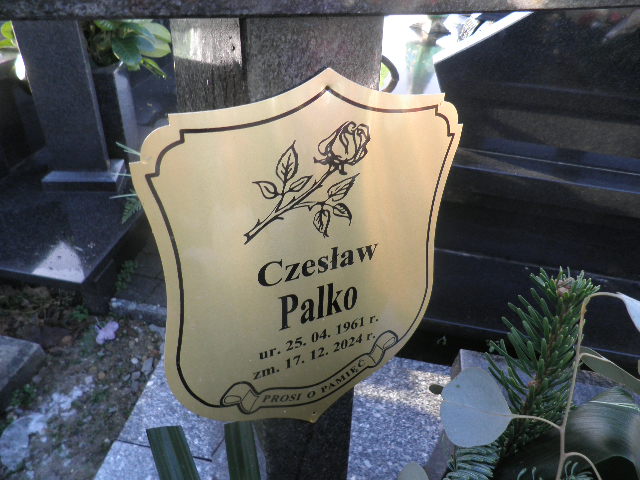 Czesław
Palko
ur. 25. 04. 1961 r.
zm. 17. 12. 2024 r.
PROSI O PAMIĘĆ